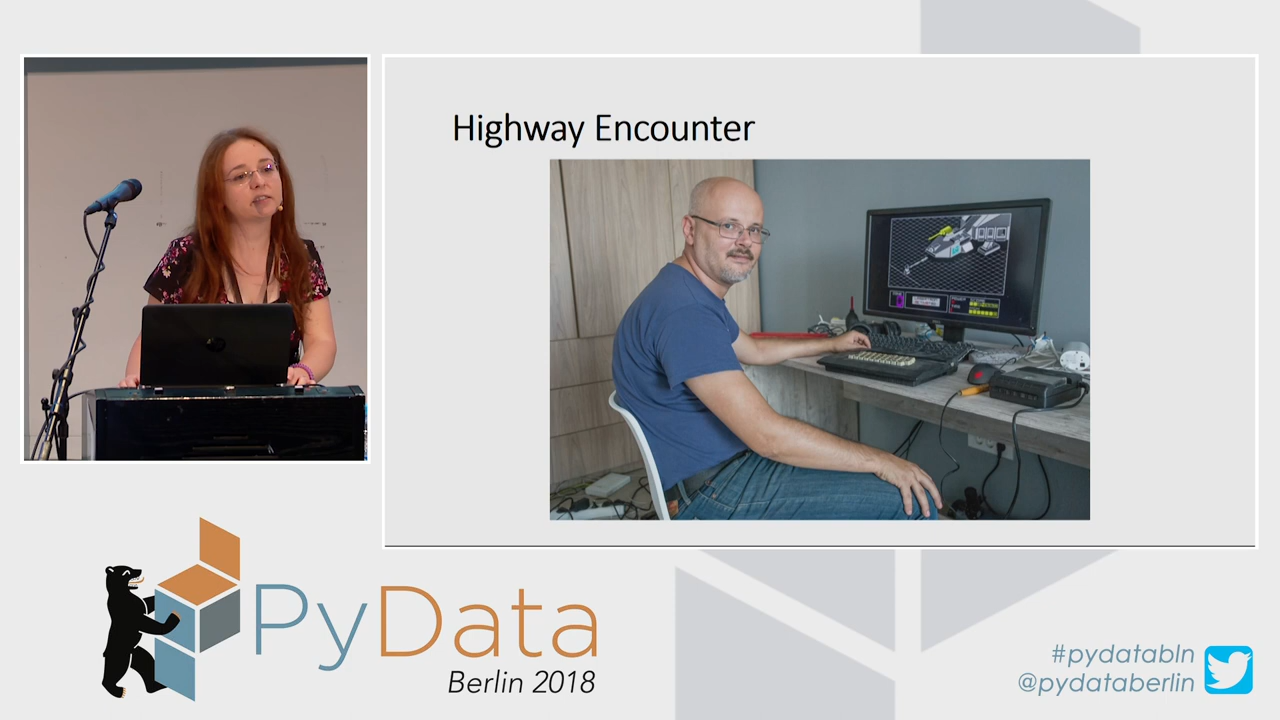 Highway Encounter
PyData
Berlin 2018
#pydatabln
@pydataberlin